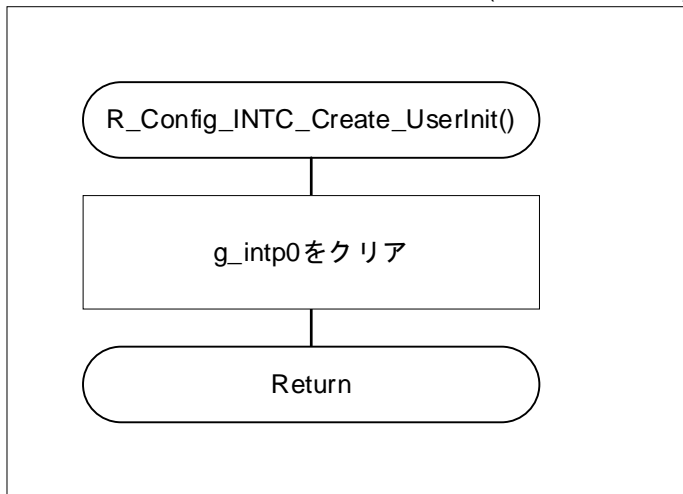 R_Config_INTC_Create_UserInit()
g_intp0をクリア
Return